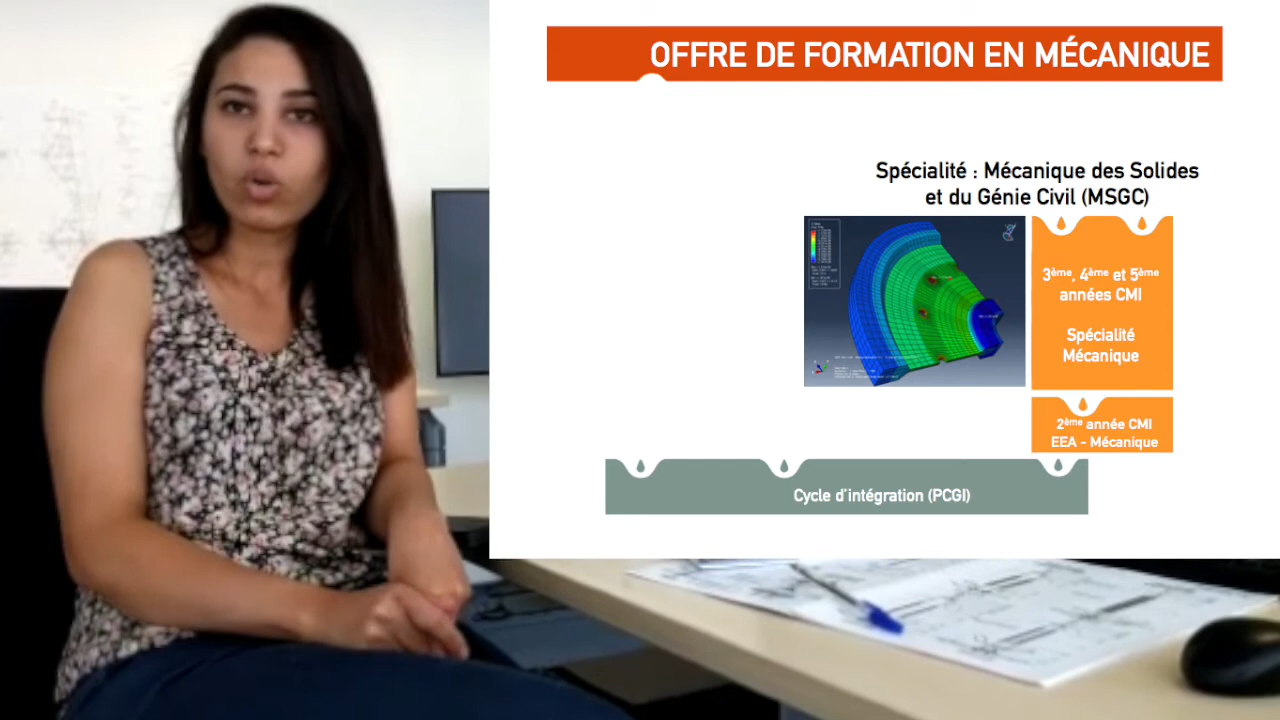 OFFRE DE FORMATION EN MÉCANIQUE
Spécialité : Mécanique des Solides
et du Génie Civil (MSGC)
3ème, 4ème et 5ème
années CMI
Spécialité
Mécanique
2ème année CMI
EEA - Mécanique
Cycle d'intégration (PCGI)